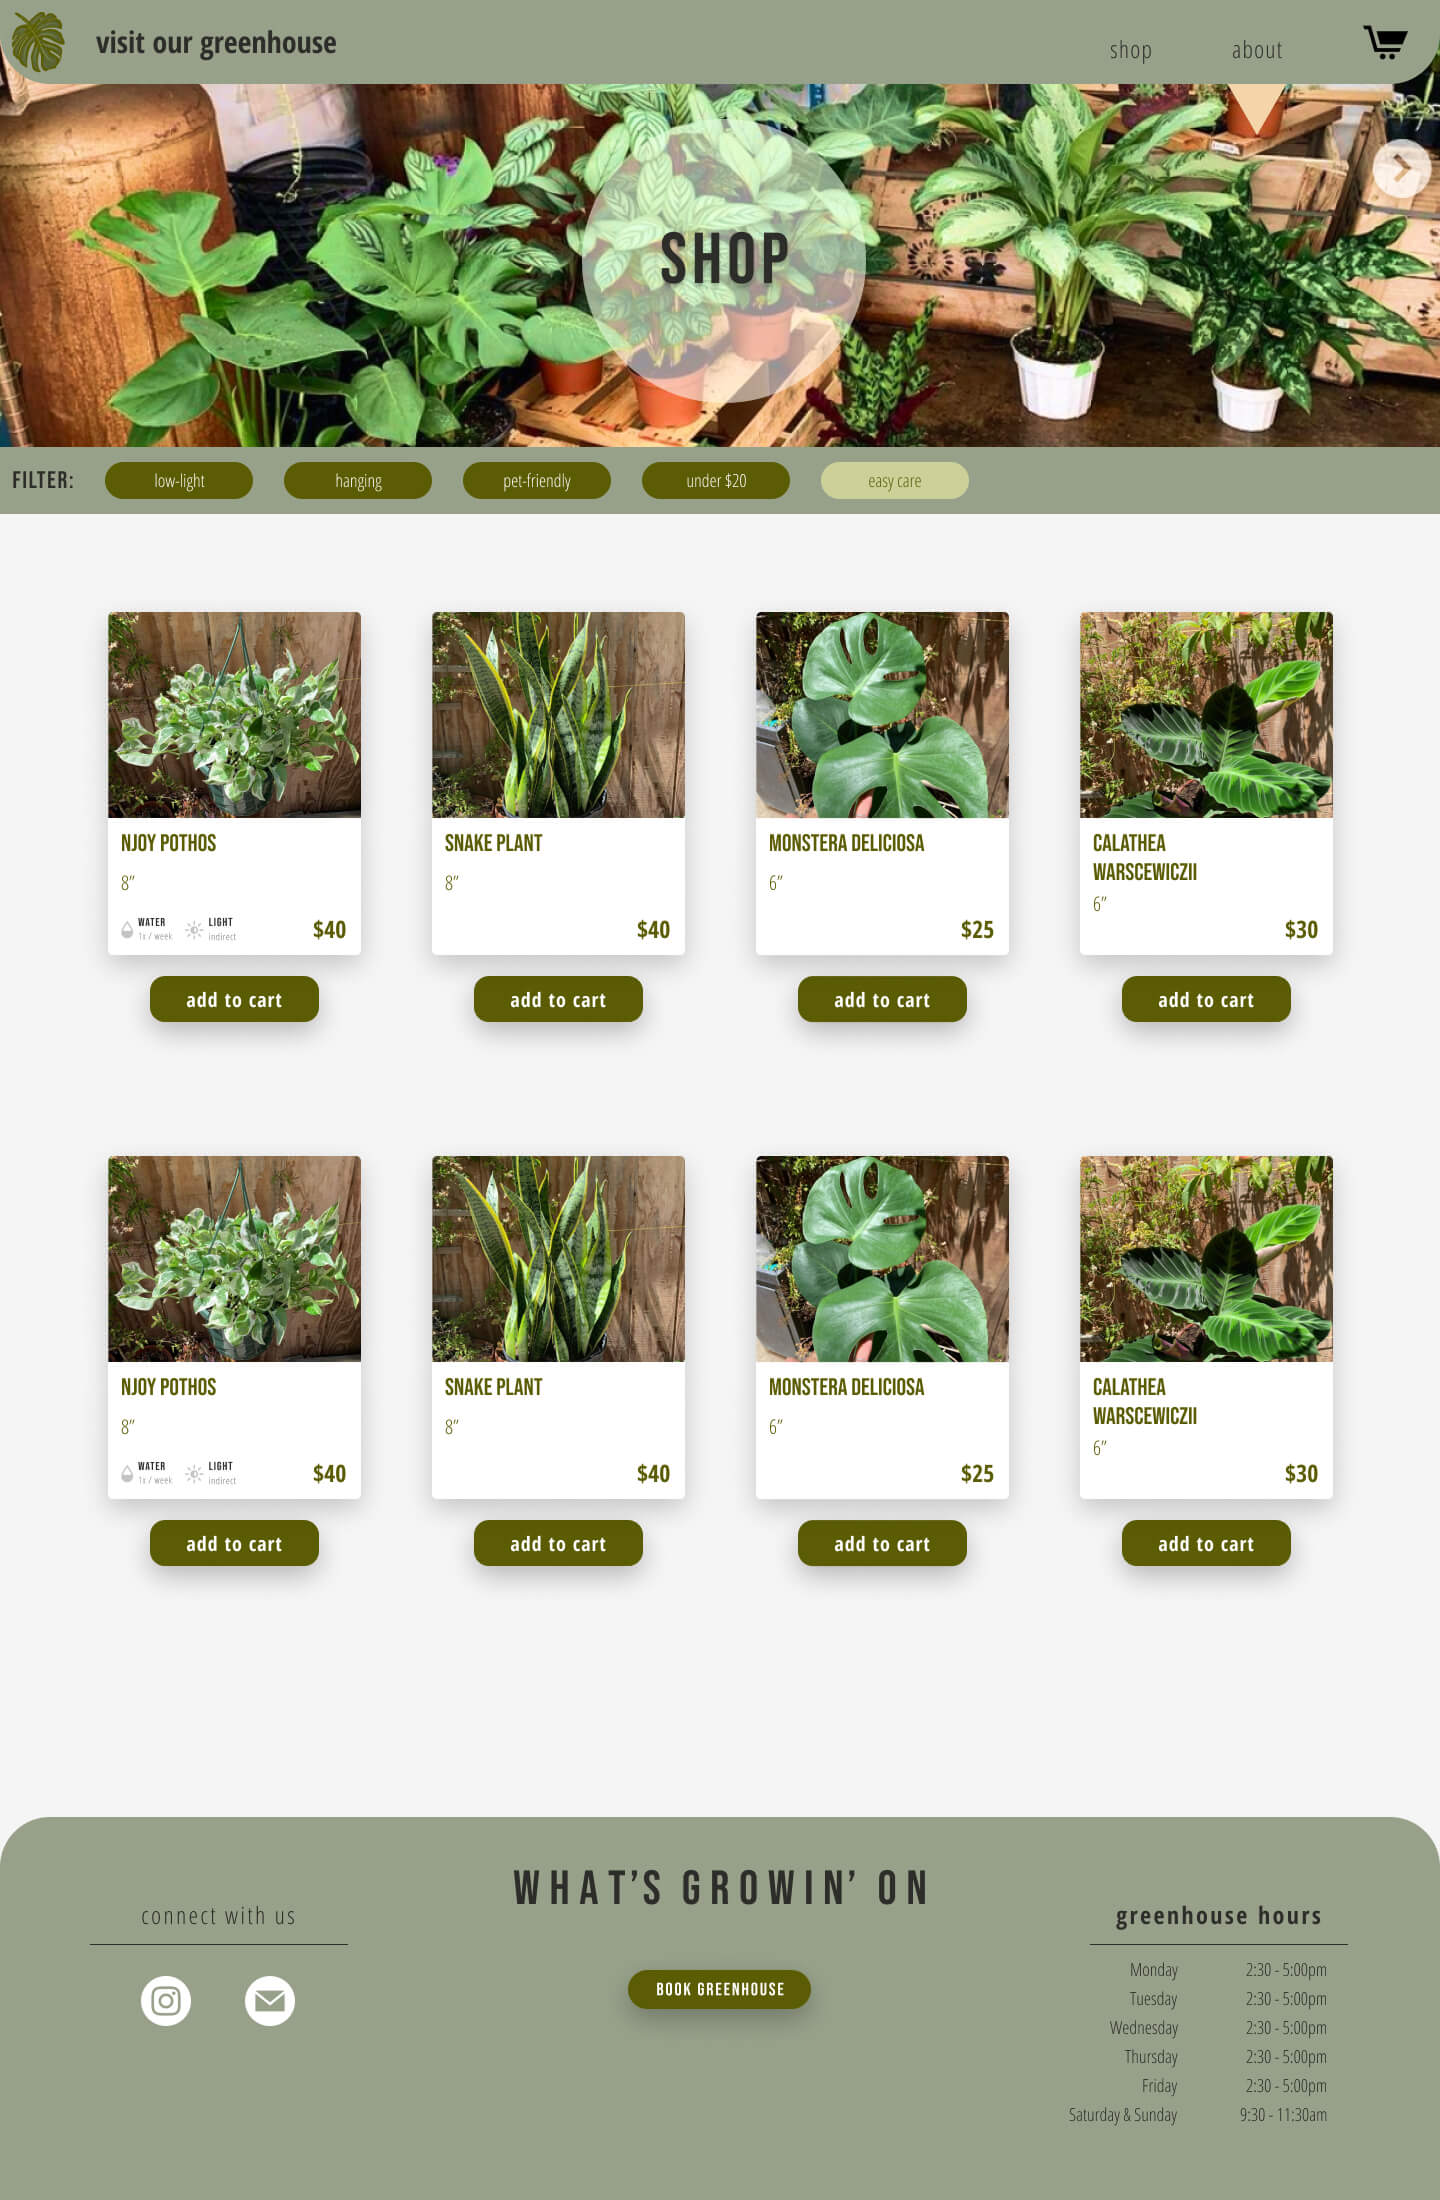 visit our greenhouse
shop
about
SHOP
FILTER:
low-light
hanging
pet-friendly
under $20
easy care
NJOY POTHOS
8”
WATER
1x / week
LIGHT
indirect
$40
add to cart
SNAKE PLANT
8”
$40
add to cart
MONSTERA DELICIOSA
6”
$25
add to cart
CALATHEA
WARSCEWICZII
6”
$30
add to cart
NJOY POTHOS
8”
WATER
1x / week
LIGHT
indirect
$40
add to cart
SNAKE PLANT
8”
$40
add to cart
MONSTERA DELICIOSA
6”
$25
add to cart
CALATHEA
WARSCEWICZII
6”
$30
add to cart
connect with us
WHAT’S GROWIN’ ON
BOOK GREENHOUSE
greenhouse hours
Monday 2:30 - 5:00pm
Tuesday 2:30 - 5:00pm
Wednesday 2:30 - 5:00pm
Thursday 2:30 - 5:00pm
Friday 2:30 - 5:00pm
Saturday & Sunday 9:30 - 11:30am